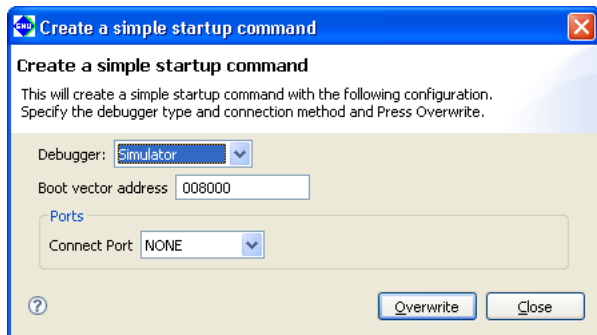 GNU Create a simple startup command
Create a simple startup command
This will create a simple startup command with the following configuration.
Specify the debugger type and connection method and Press Overwrite.
Debugger: Simulator
Boot vector address 008000
Ports
Connect Port NONE
? Overwrite Close